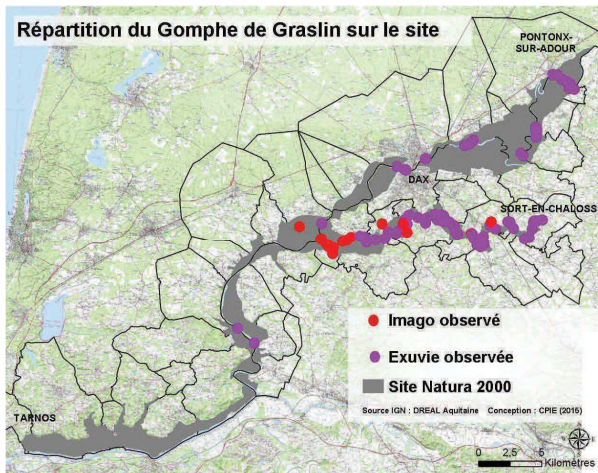 Répartition du Gomphe de Graslin sur le site
PONTONX-
SUR-ADOUR
DAX
SORT-EN-CHALOSS
TARNOS
Imago observé
Exuvie observée
Site Natura 2000
Source IGN : DREAL Aquitaine Conception : CPIE (2015)
0 2,5 5
Kilomètres